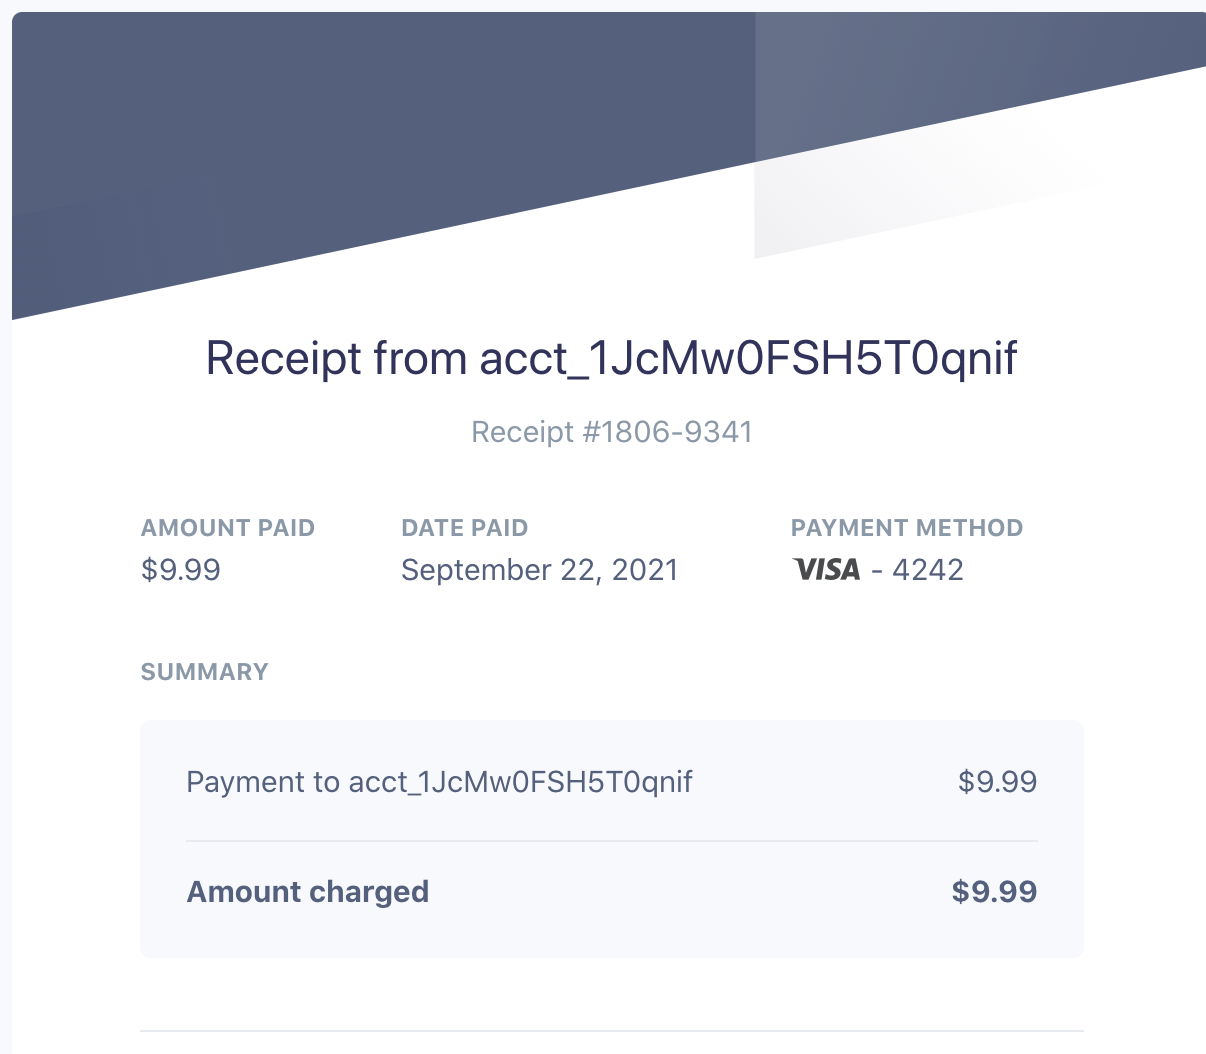 Receipt from acct_1JcMw0FSH5T0qnif
Receipt #1806-9341
AMOUNT PAID DATE PAID PAYMENT METHOD
$9.99 September 22, 2021 VISA - 4242
SUMMARY
Payment to acct_1JcMw0FSH5T0qnif $9.99
Amount charged $9.99